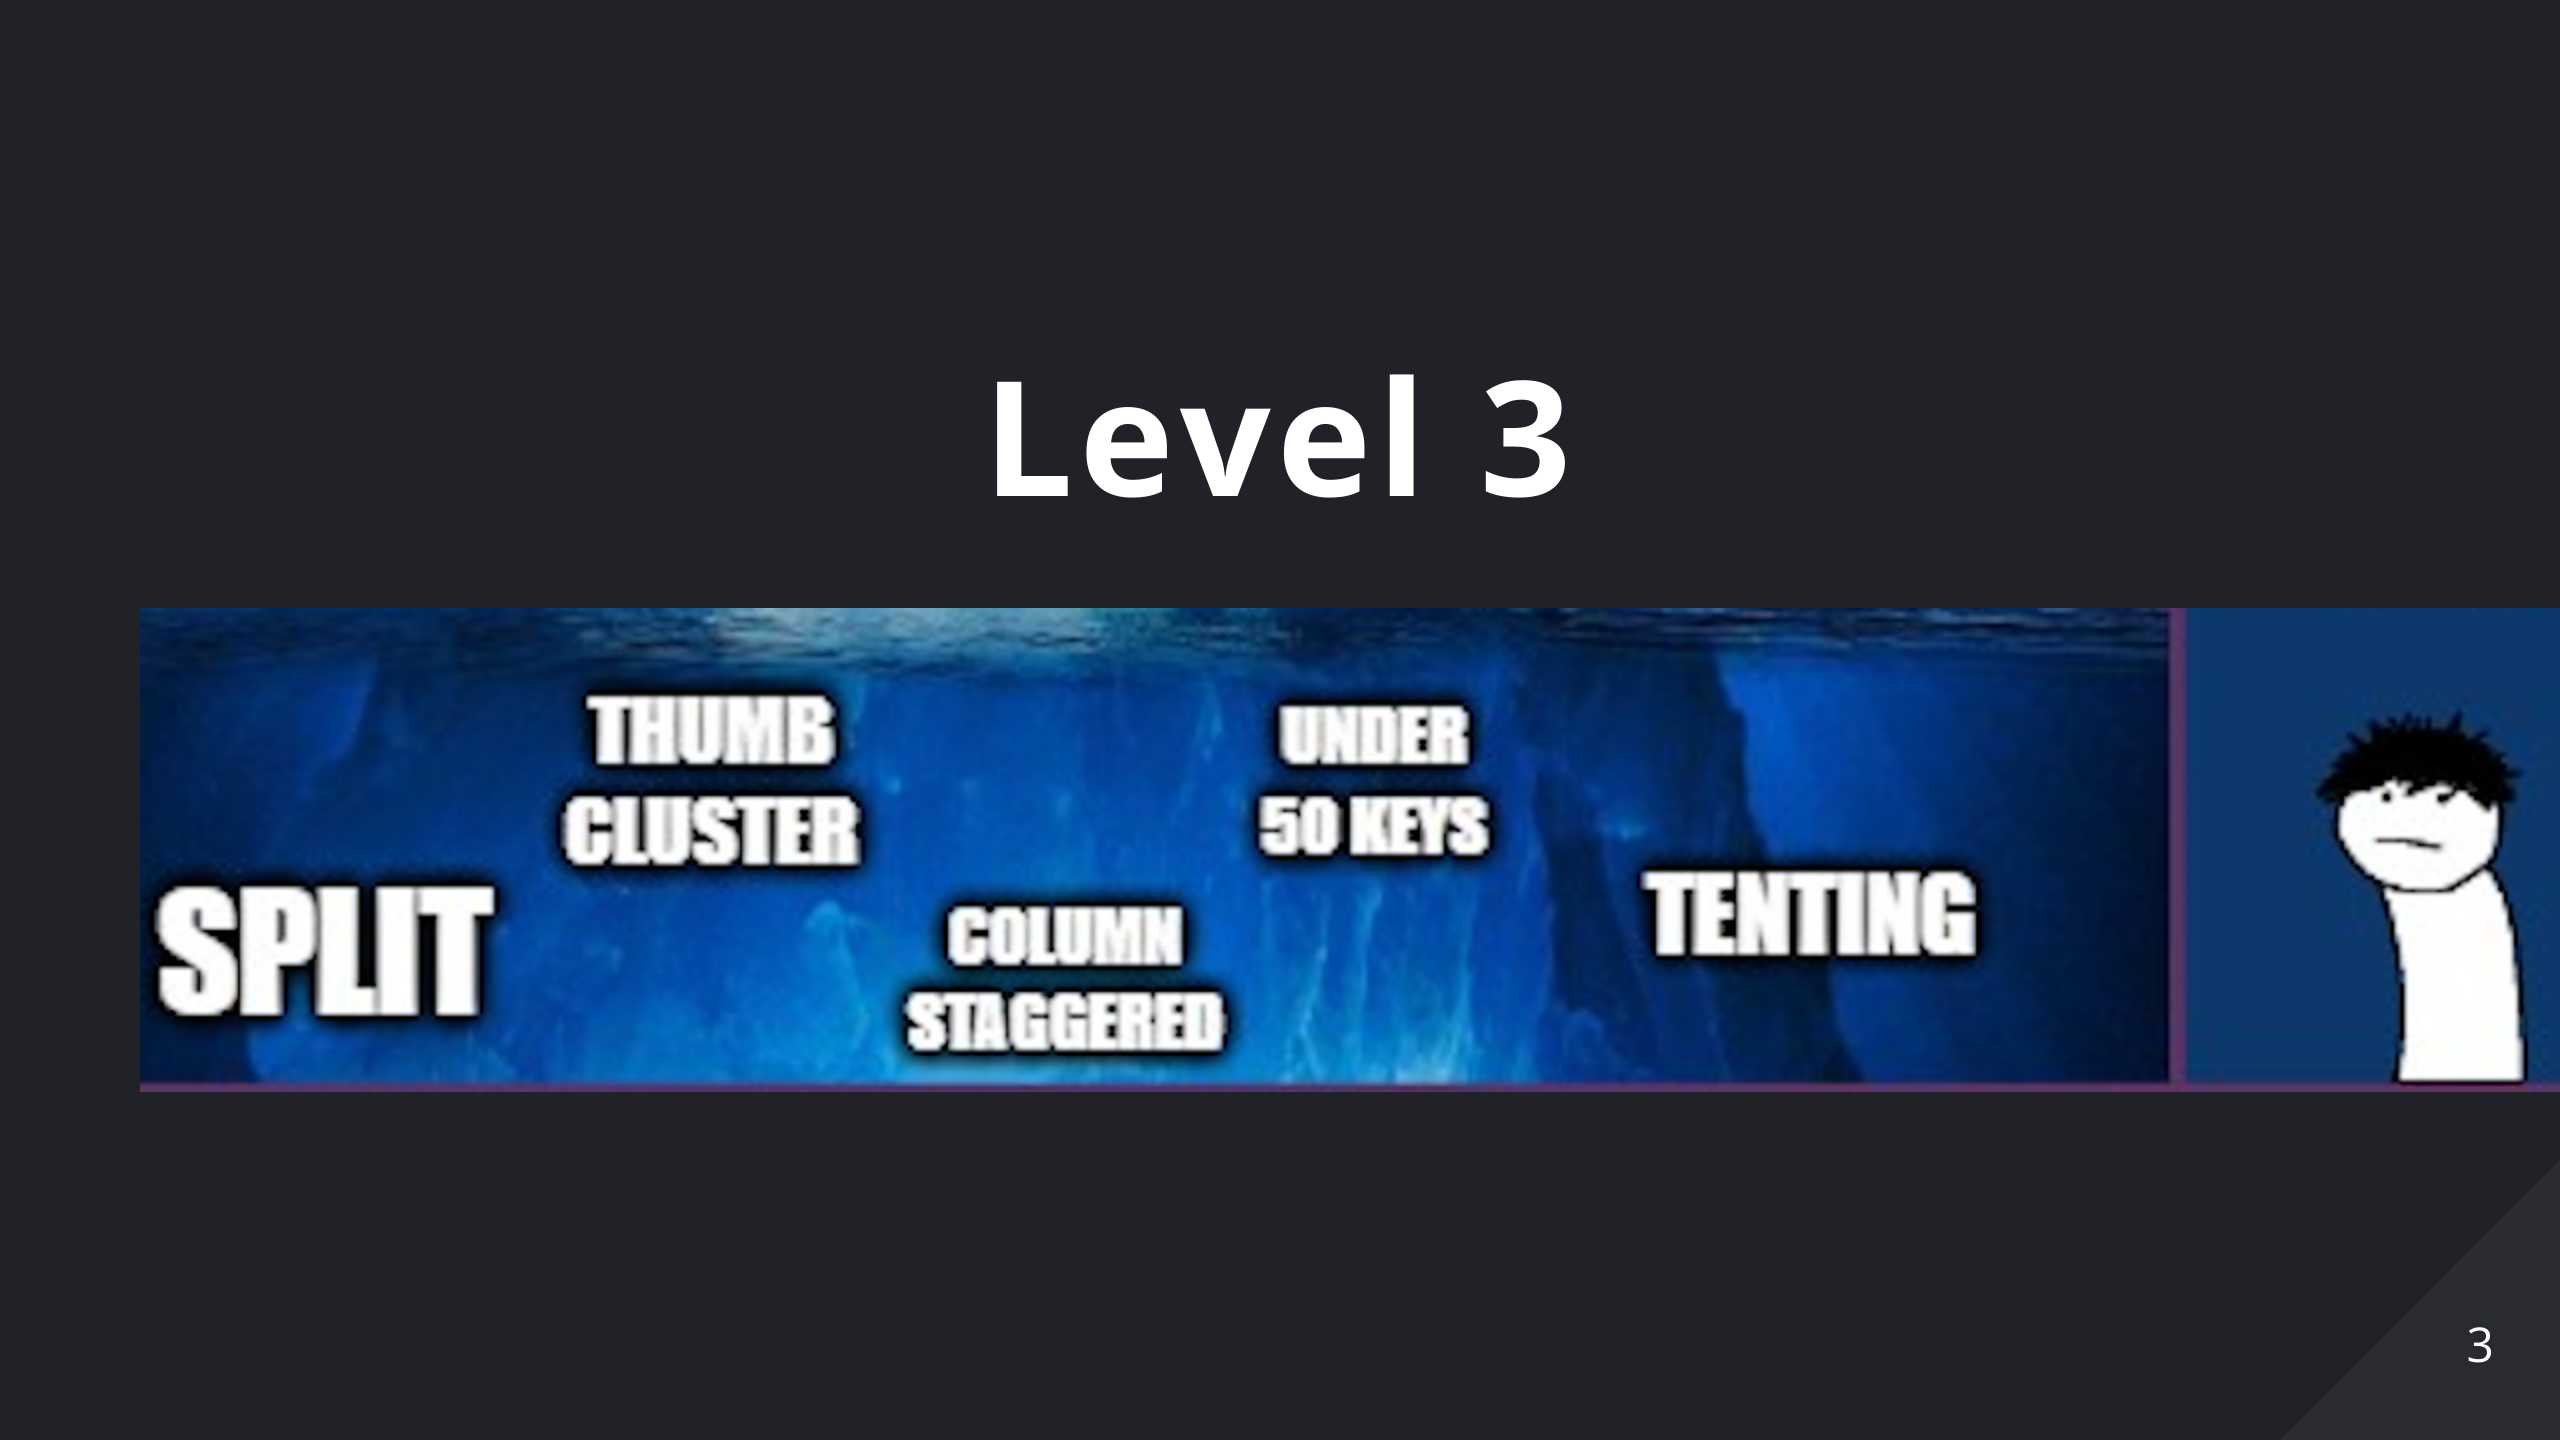 Level 3
THUMB
CLUSTER
SPLIT
COLUMN
STAGGERED
UNDER
50 KEYS
TENTING
3